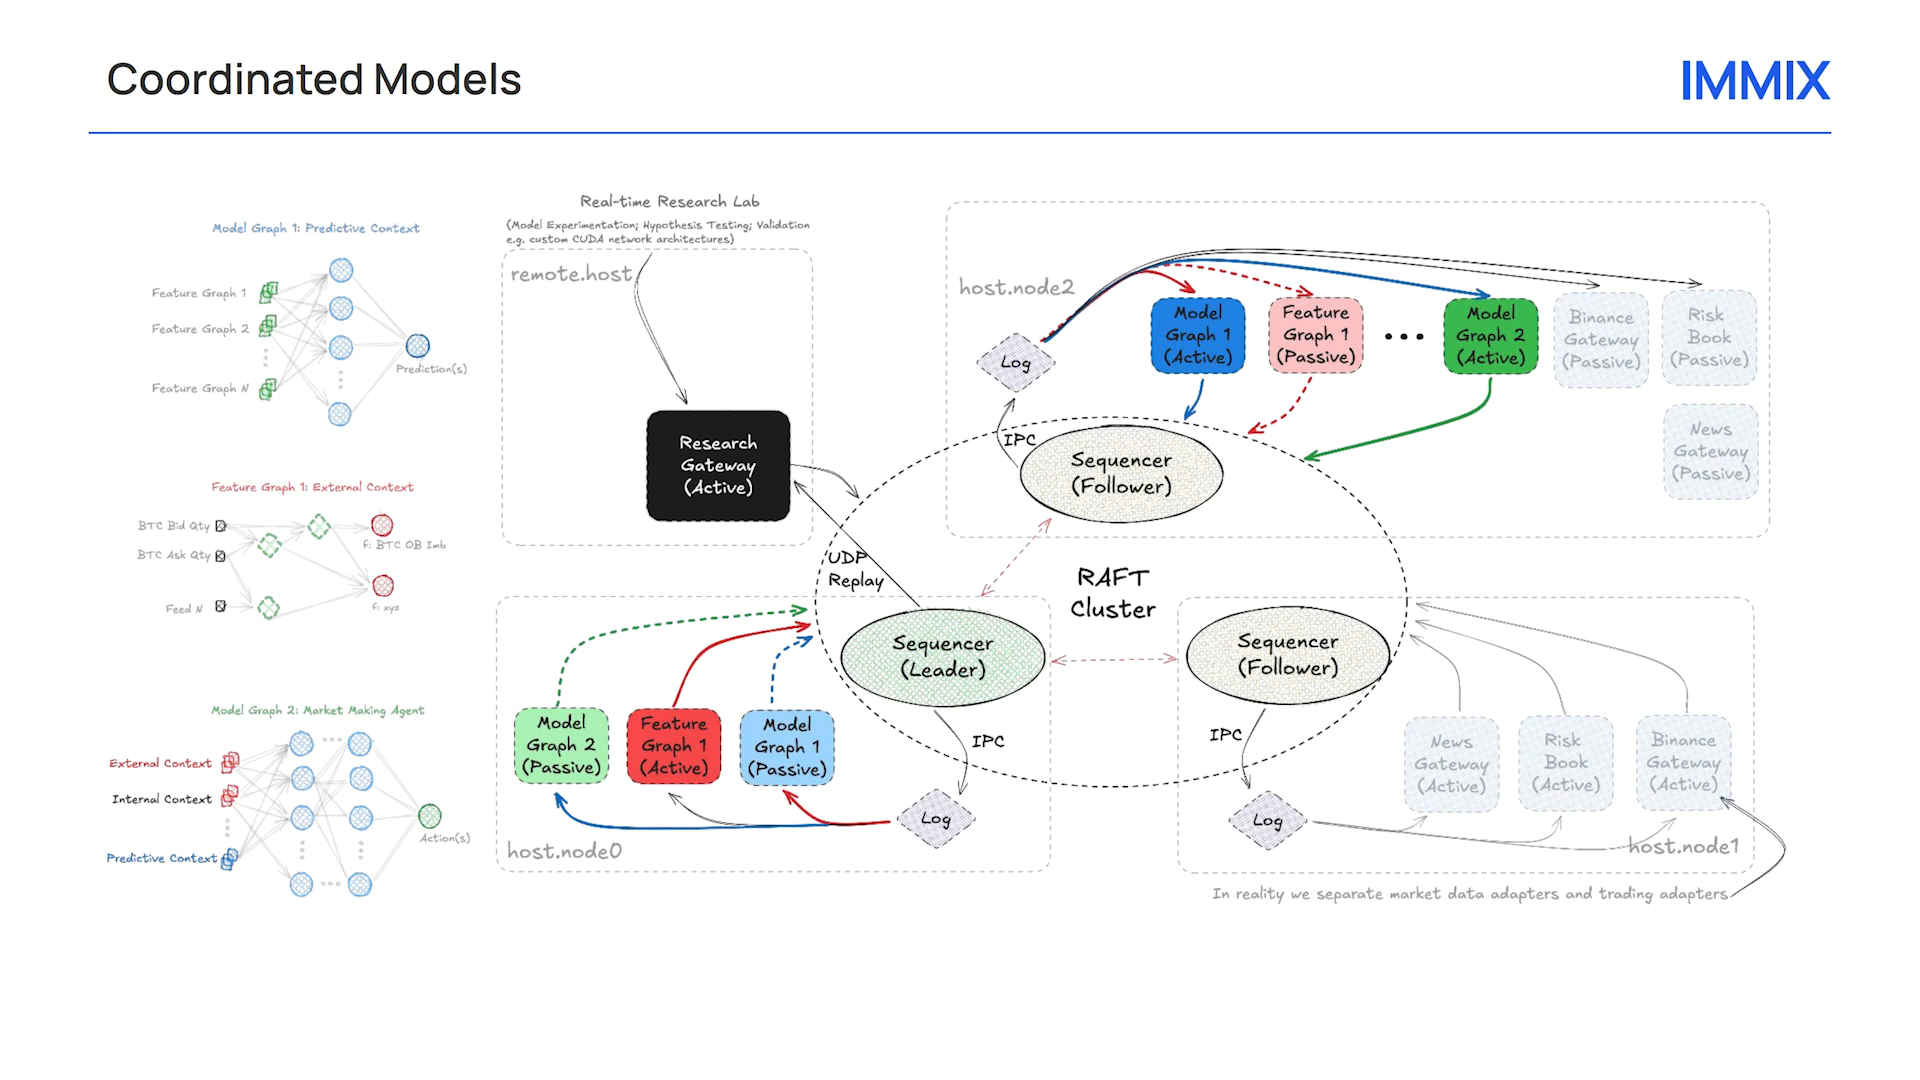 Coordinated Models
IMMIX
Model Graph 1: Predictive Context
Feature Graph 1
Feature Graph 2
Feature Graph N
Prediction(s)
Feature Graph 1: External Context
BTC Bid Qty
BTC Ask Qty
Feed N
f: BTC OB Imb
f: xyz
Model Graph 2: Market Making Agent
External Context
Internal Context
Predictive Context
Action(s)
Real-time Research Lab
(Model Experimentation; Hypothesis Testing; Validation
e.g. custom CUDA network architectures)
remote.host
Research
Gateway
(Active)
UDP
Replay
host.node2
Log
IPC
Model
Graph 1
(Active)
Feature
Graph 1
(Passive)
Model
Graph 2
(Active)
Binance
Gateway
(Passive)
Risk
Book
(Passive)
News
Gateway
(Passive)
Sequencer
(Follower)
RAFT
Cluster
Sequencer
(Leader)
IPC
Log
Model
Graph 2
(Passive)
Feature
Graph 1
(Active)
Model
Graph 1
(Passive)
host.node0
Sequencer
(Follower)
IPC
Log
News
Gateway
(Active)
Risk
Book
(Active)
Binance
Gateway
(Active)
host.node1
In reality we separate market data adapters and trading adapters